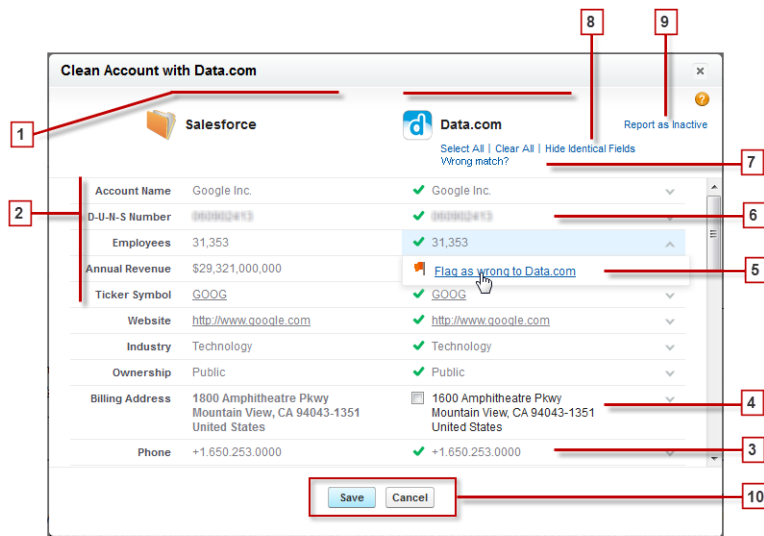 8
9
Clean Account with Data.com
1
Salesforce
Data.com
Report as Inactive
Select All | Clear All | Hide Identical Fields
Wrong match?
7
2
Account Name Google Inc. Google Inc.
D-U-N-S Number
6
Employees 31,353 31,353
Annual Revenue $29,321,000,000
Flag as wrong to Data.com
5
Ticker Symbol GOOG GOOG
Website http://www.google.com http://www.google.com
Industry Technology Technology
Ownership Public Public
Billing Address 1800 Amphitheatre Pkwy 1600 Amphitheatre Pkwy
Mountain View, CA 94043-1351 Mountain View, CA 94043-1351
4
United States United States
Phone +1.650.253.0000 +1.650.253.0000
3
Save Cancel
10